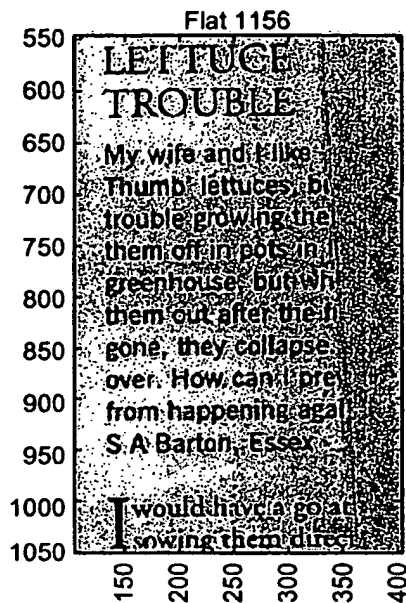 Flat 1156
550
600
650
700
750
800
850
900
950
1000
1050
LETTUCE
TROUBLE
My wife and I like
Thumb' lettuces, bu
trouble growing the
them off in pots in
greenhouse, but wh
them out after the fi
gone, they collapse
over. How can I pre
from happening agai
S A Barton, Essex
I would have a go at
sowing them direc
150
200
250
300
350
400